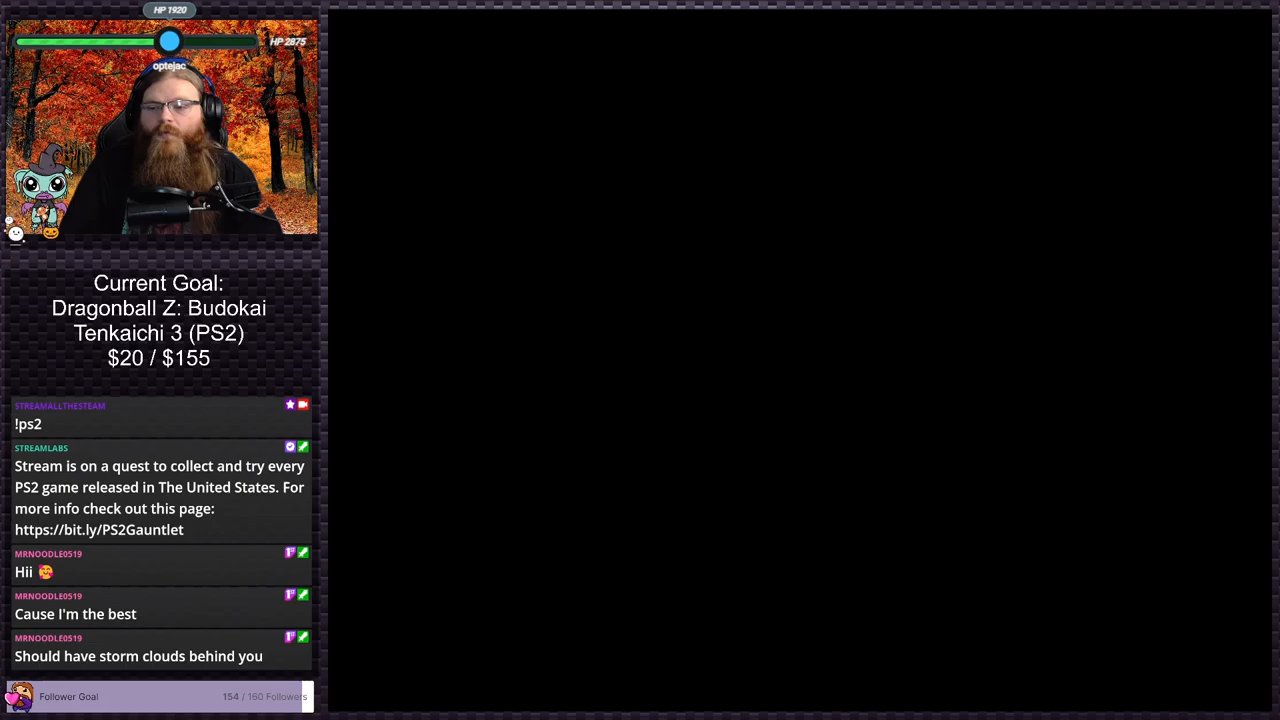 HP 1920
HP 2875
optejac
Current Goal:
Dragonball Z: Budokai
Tenkaichi 3 (PS2)
$20 / $155
STREAMALLTHESTEAM
!ps2
STREAMLABS
Stream is on a quest to collect and try every
PS2 game released in The United States. For
more info check out this page:
https://bit.ly/PS2Gauntlet
MRNOODLE0519
Hii
MRNOODLE0519
Cause I'm the best
MRNOODLE0519
Should have storm clouds behind you
Follower Goal
154 / 160 Followers